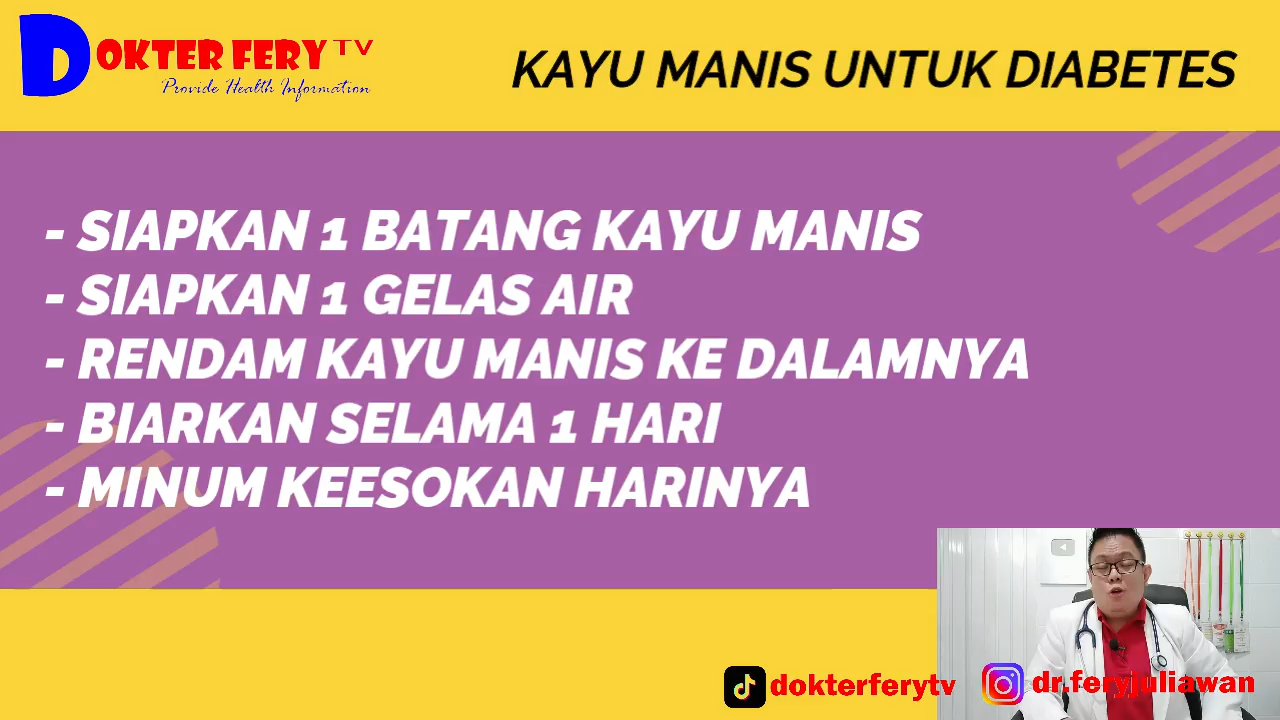 DOKTER FERY TV
Provide Health Information
KAYU MANIS UNTUK DIABETES
- SIAPKAN 1 BATANG KAYU MANIS
- SIAPKAN 1 GELAS AIR
- RENDAM KAYU MANIS KE DALAMNYA
- BIARKAN SELAMA 1 HARI
- MINUM KEESOKAN HARINYA
dokterferytv
dr.feryjuliawan